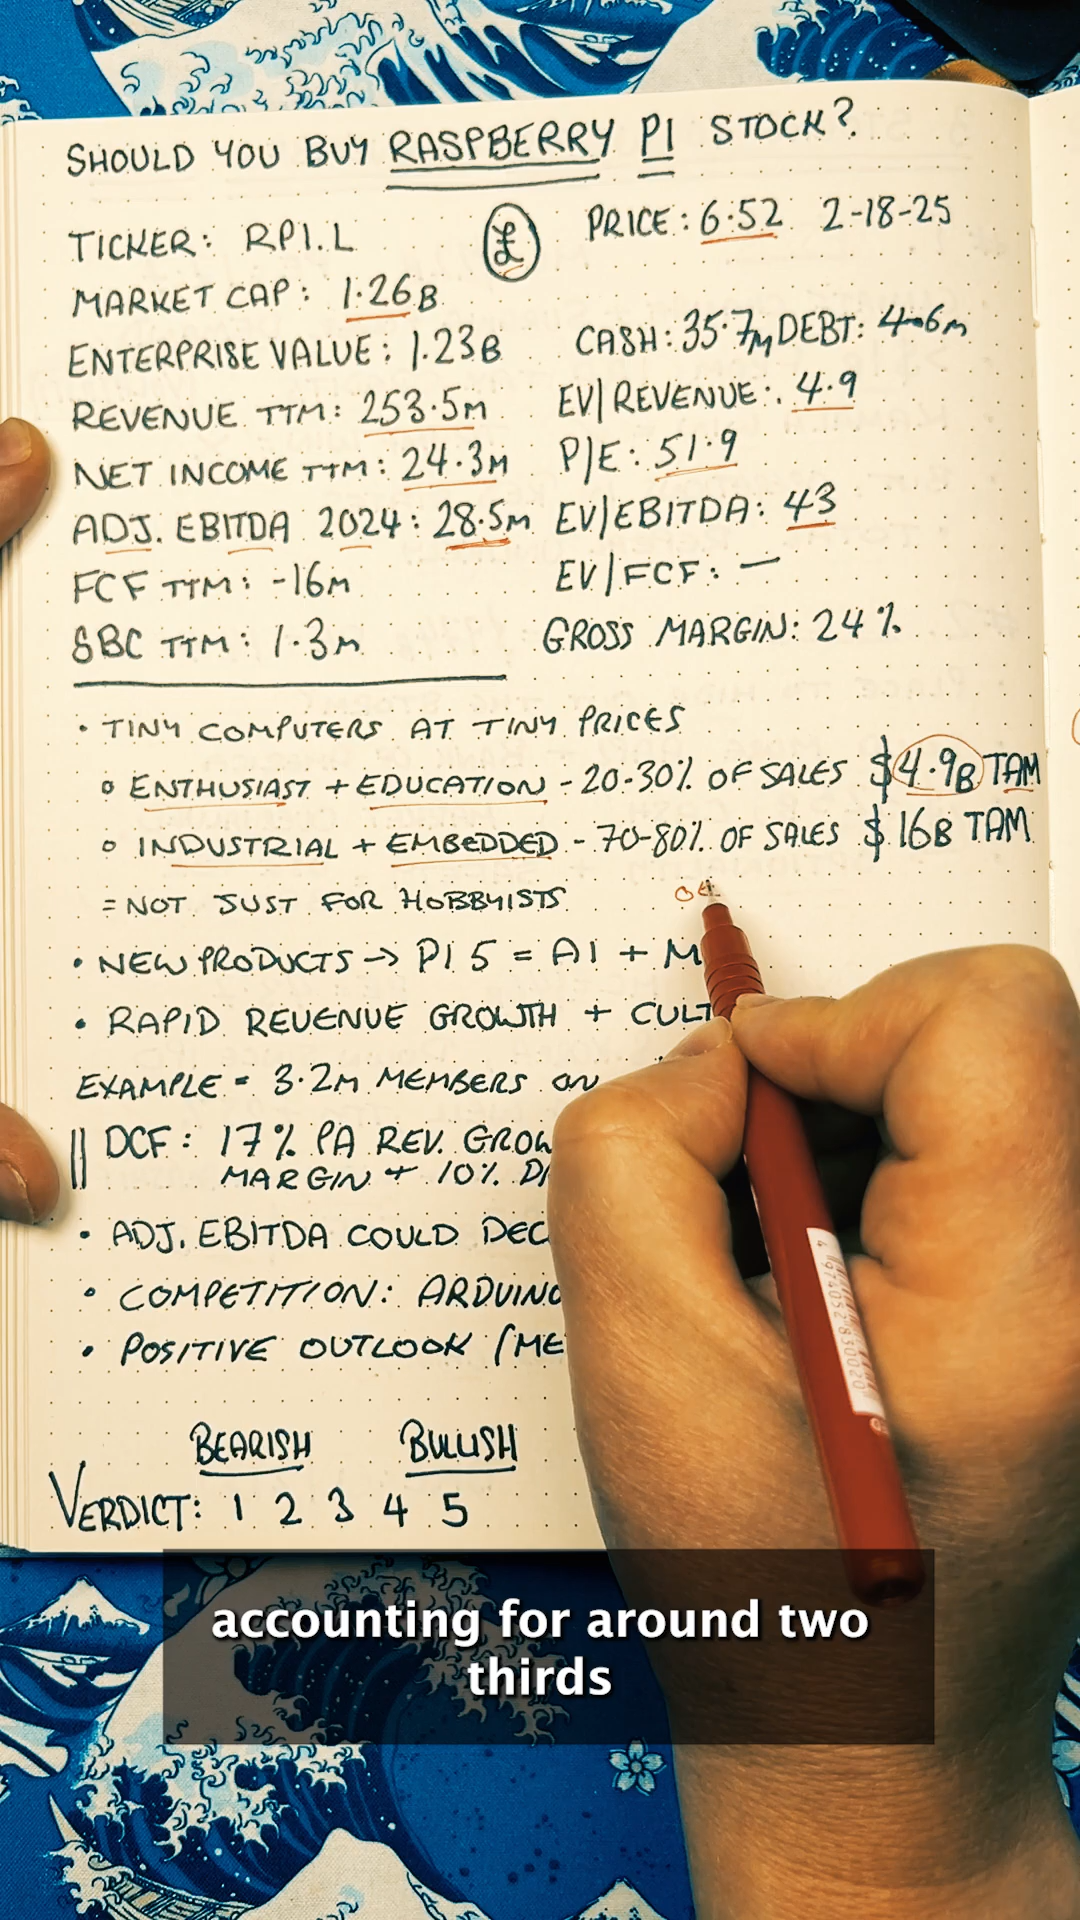 SHOULD YOU BUY RASPBERRY PI STOCK?
TICKER: RPI.L £ PRICE: 6.52 2-18-25
MARKET CAP: 1.26B
ENTERPRISE VALUE: 1.23B CASH: 35.7M DEBT: 4.6M
REVENUE TTM: 253.5M EV/REVENUE: 4.9
NET INCOME TTM: 24.3M P/E: 51.9
ADJ. EBITDA 2024: 28.5M EV/EBITDA: 43
FCF TTM: -16M EV/FCF: —
SBC TTM: 1.3M GROSS MARGIN: 24%
• TINY COMPUTERS AT TINY PRICES
○ ENTHUSIAST + EDUCATION - 20-30% OF SALES $4.9B TAM
○ INDUSTRIAL + EMBEDDED - 70-80% OF SALES $16B TAM
= NOT JUST FOR HOBBYISTS OE
• NEW PRODUCTS → PI 5 = AI + M
• RAPID REVENUE GROWTH + CULT
EXAMPLE = 3.2M MEMBERS ON
DCF: 17% PA REV. GROW
MARGIN + 10% DI
• ADJ. EBITDA COULD DEC
• COMPETITION: ARDUINO
• POSITIVE OUTLOOK (ME
BEARISH BULLISH
VERDICT: 1 2 3 4 5
accounting for around two
thirds